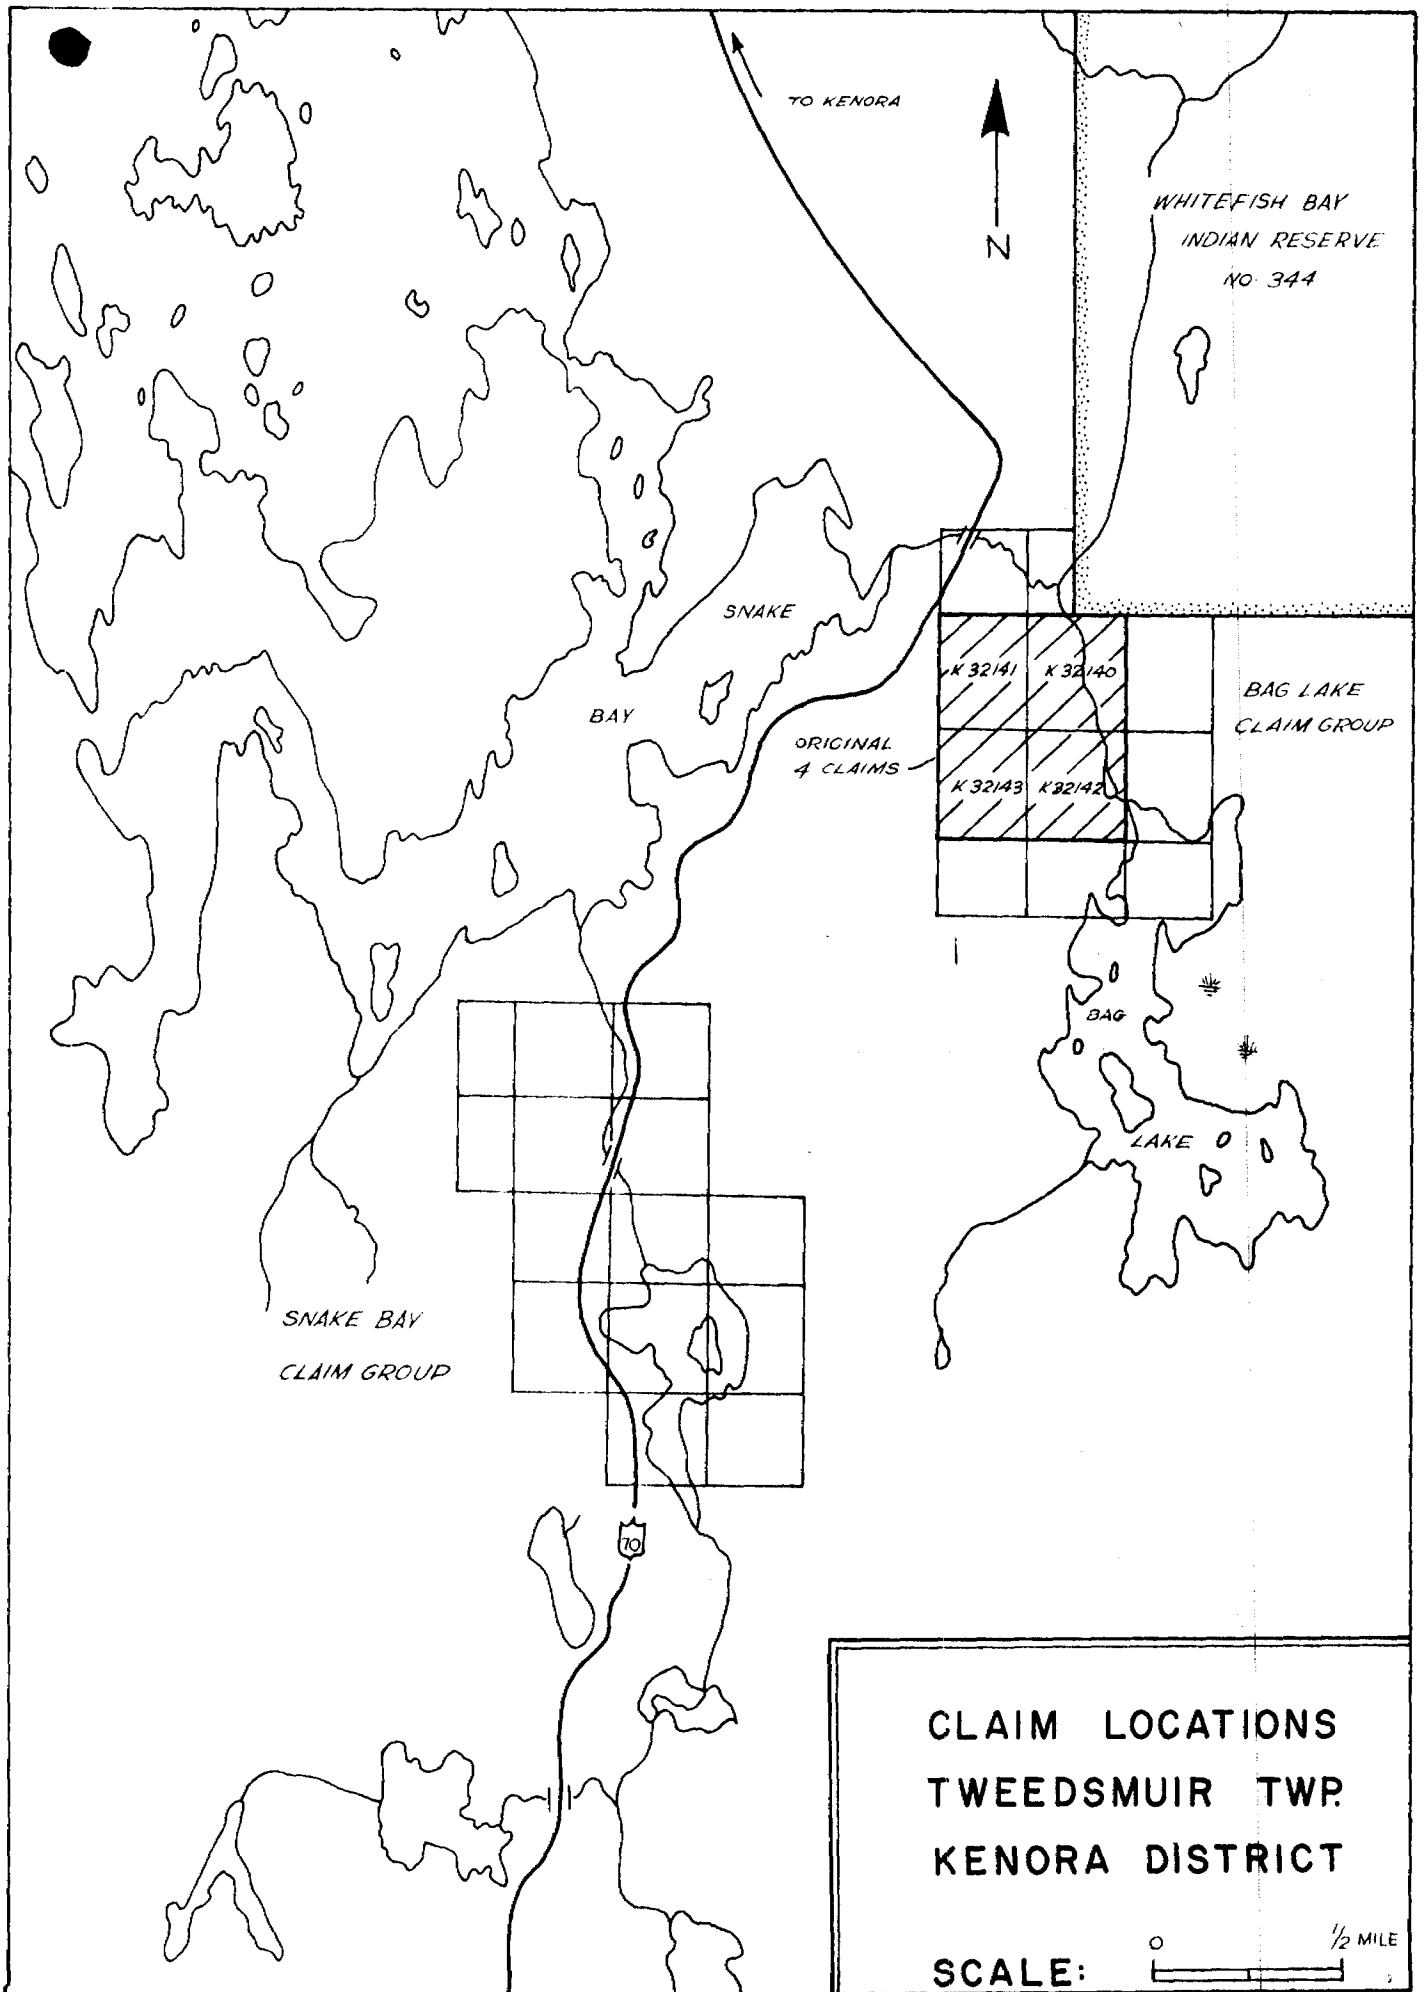 TO KENORA
N
WHITEFISH BAY
INDIAN RESERVE
NO. 344
SNAKE
BAY
K 32141 K 32140
BAG LAKE
CLAIM GROUP
ORIGINAL
4 CLAIMS
K 32143 K32142
BAG
LAKE
SNAKE BAY
CLAIM GROUP
70
CLAIM LOCATIONS
TWEEDSMUIR TWP.
KENORA DISTRICT
SCALE: 0 1/2 MILE